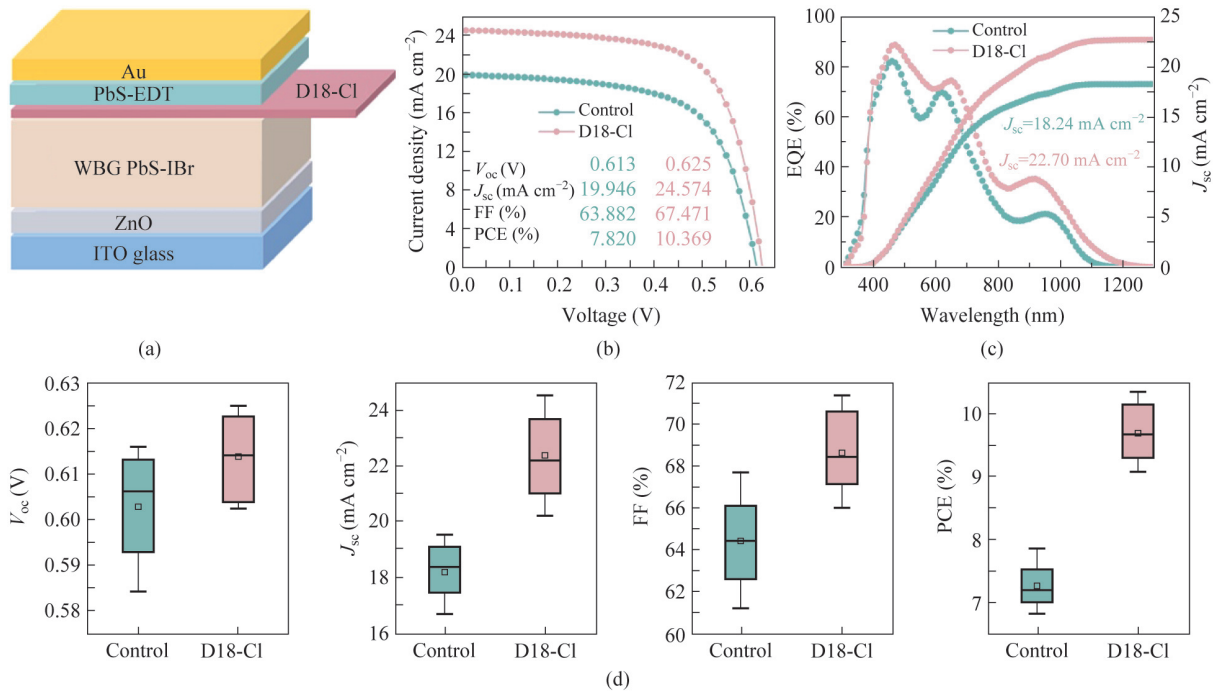 Au
PbS-EDT
D18-Cl
WBG PbS-IBr
ZnO
ITO glass
(a)
Current density (mA cm−2)
24
20
16
12
8
4
0
Control
D18-Cl
Voc (V) 0.613 0.625
Jsc (mA cm−2) 19.946 24.574
FF (%) 63.882 67.471
PCE (%) 7.820 10.369
0.0 0.1 0.2 0.3 0.4 0.5 0.6
Voltage (V)
(b)
EQE (%)
100
80
60
40
20
0
Control
D18-Cl
Jsc=18.24 mA cm−2
Jsc=22.70 mA cm−2
25
20
15
10
5
0
Jsc (mA cm−2)
400 600 800 1000 1200
Wavelength (nm)
(c)
Voc (V)
0.63
0.62
0.61
0.60
0.59
0.58
Control D18-Cl
Jsc (mA cm−2)
24
22
20
18
16
Control D18-Cl
FF (%)
72
70
68
66
64
62
60
Control D18-Cl
PCE (%)
10
9
8
7
Control D18-Cl
(d)